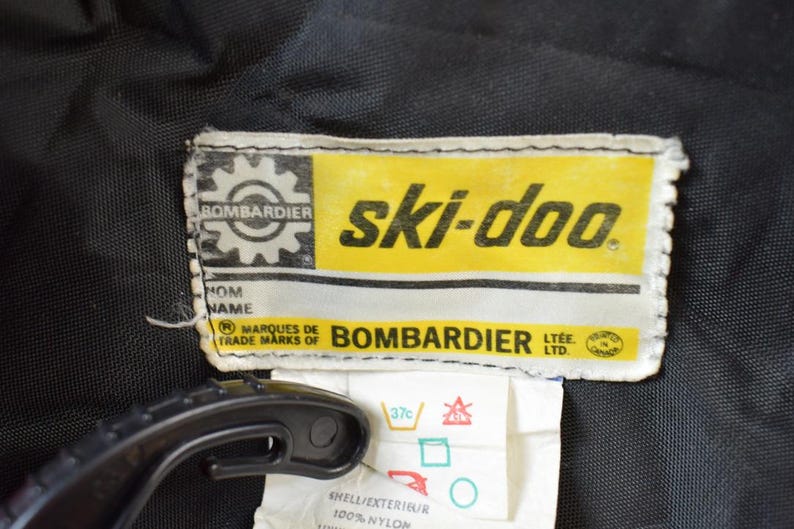 BOMBARDIER
®
ski-doo®
NOM
NAME
® MARQUES DE
TRADE MARKS OF
BOMBARDIER
LTÉE.
LTD.
PRINTED
IN
CANADA
37c
CL
SHELL/EXTERIEUR
100% NYLON